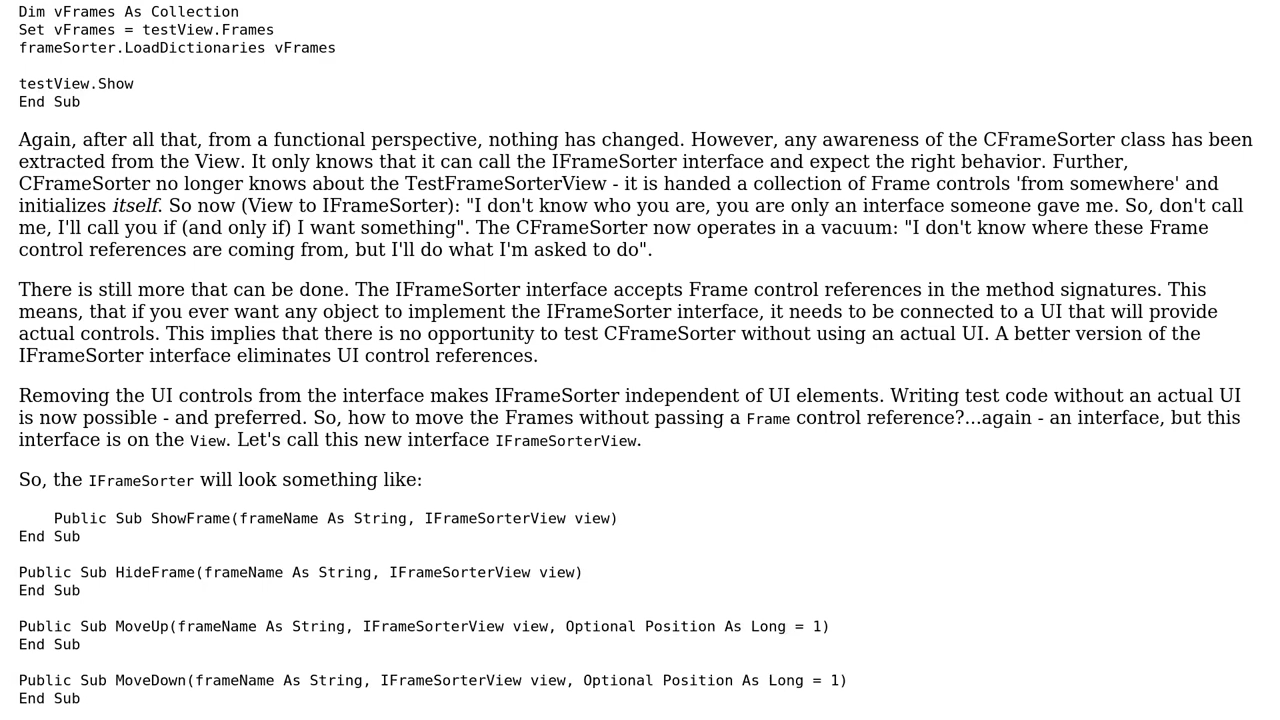 Dim vFrames As Collection
Set vFrames = testView.Frames
frameSorter.LoadDictionaries vFrames
testView.Show
End Sub
Again, after all that, from a functional perspective, nothing has changed. However, any awareness of the CFrameSorter class has been
extracted from the View. It only knows that it can call the IFrameSorter interface and expect the right behavior. Further,
CFrameSorter no longer knows about the TestFrameSorterView - it is handed a collection of Frame controls 'from somewhere' and
initializes itself. So now (View to IFrameSorter): "I don't know who you are, you are only an interface someone gave me. So, don't call
me, I'll call you if (and only if) I want something". The CFrameSorter now operates in a vacuum: "I don't know where these Frame
control references are coming from, but I'll do what I'm asked to do".
There is still more that can be done. The IFrameSorter interface accepts Frame control references in the method signatures. This
means, that if you ever want any object to implement the IFrameSorter interface, it needs to be connected to a UI that will provide
actual controls. This implies that there is no opportunity to test CFrameSorter without using an actual UI. A better version of the
IFrameSorter interface eliminates UI control references.
Removing the UI controls from the interface makes IFrameSorter independent of UI elements. Writing test code without an actual UI
is now possible - and preferred. So, how to move the Frames without passing a Frame control reference?...again - an interface, but this
interface is on the View. Let's call this new interface IFrameSorterView.
So, the IFrameSorter will look something like:
Public Sub ShowFrame(frameName As String, IFrameSorterView view)
End Sub
Public Sub HideFrame(frameName As String, IFrameSorterView view)
End Sub
Public Sub MoveUp(frameName As String, IFrameSorterView view, Optional Position As Long = 1)
End Sub
Public Sub MoveDown(frameName As String, IFrameSorterView view, Optional Position As Long = 1)
End Sub